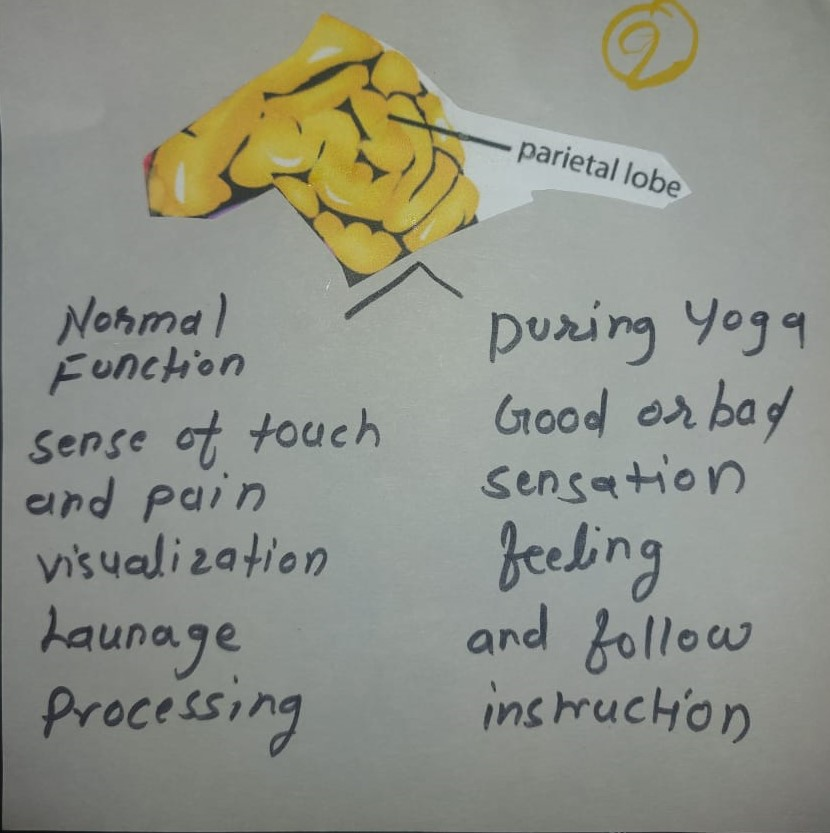 9
parietal lobe
Normal
Function
sense of touch
and pain
visualization
Launage
Processing
During Yoga
Good or bad
sensation
feeling
and follow
instruction